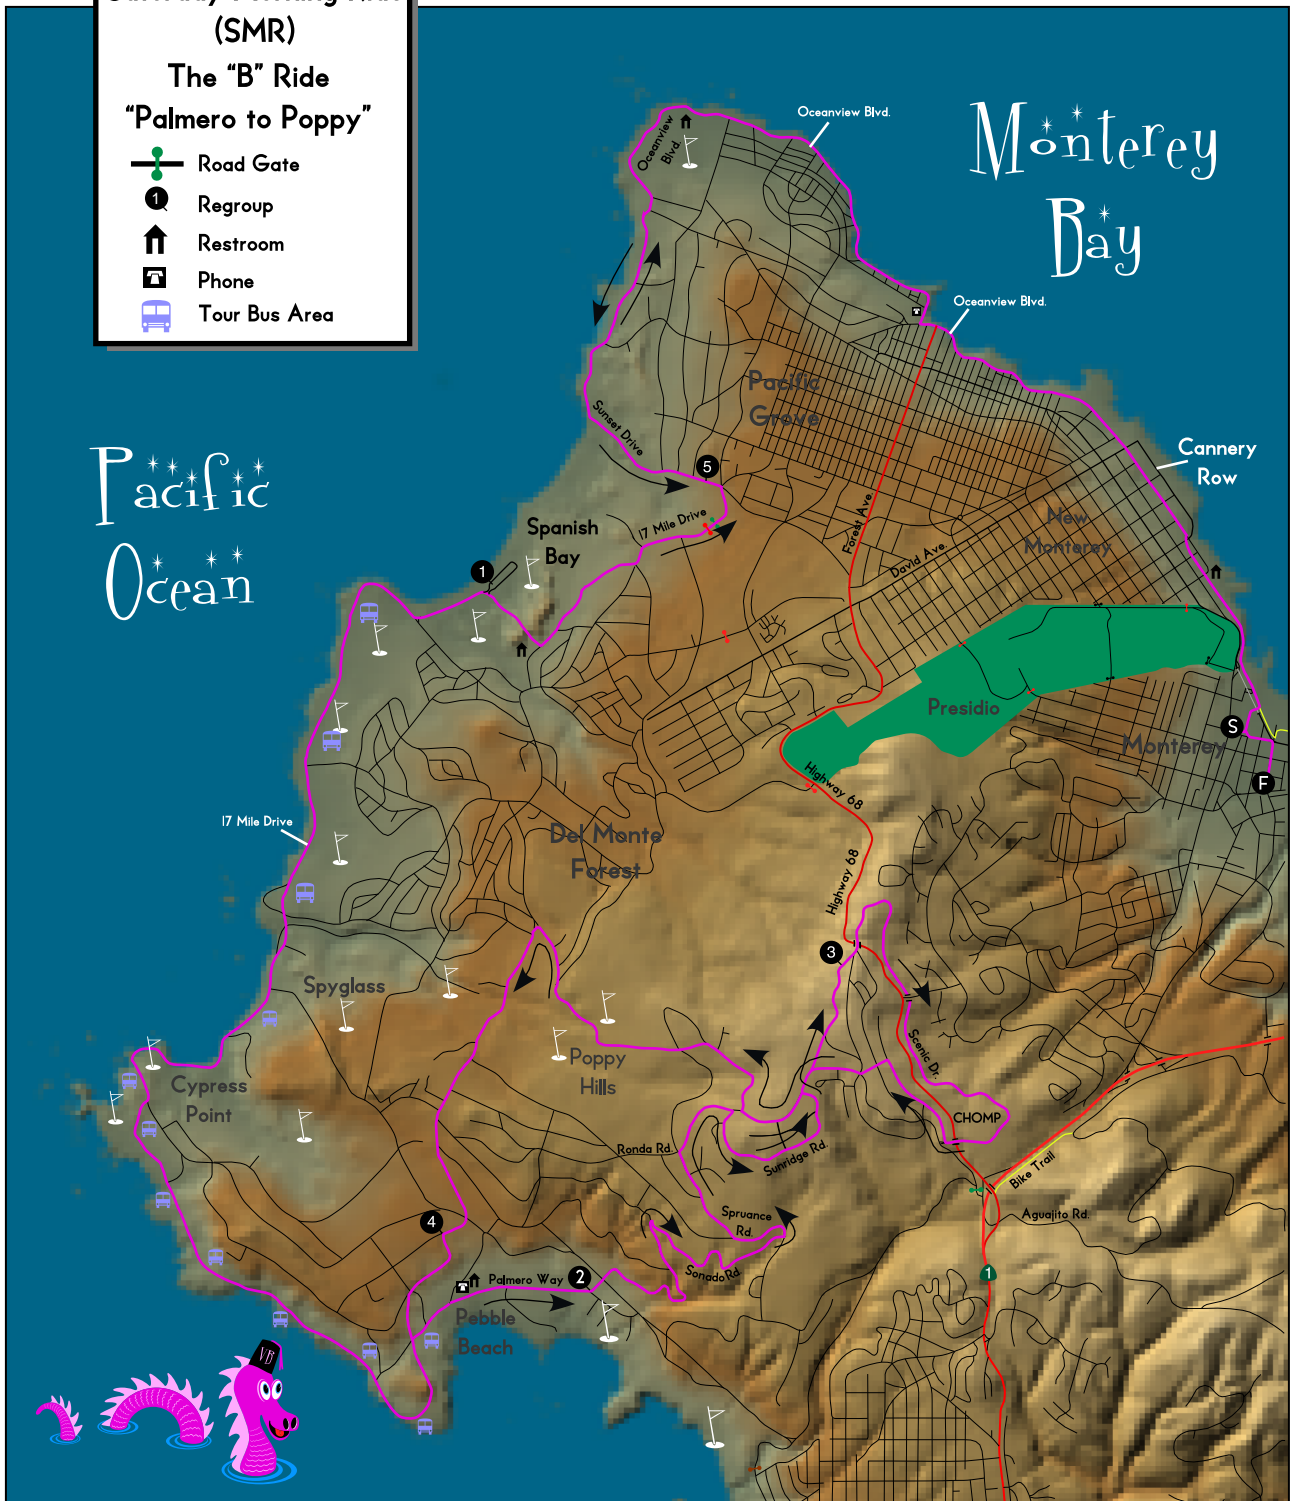 (SMR)
The “B” Ride
“Palmero to Poppy”
1
Road Gate
Regroup
Restroom
Phone
Tour Bus Area
Monterey
Bay
Oceanview Blvd.
Oceanview
Blvd.
Oceanview Blvd.
Pacific
Ocean
Pacific
Grove
Sunset Drive
5
Cannery
Row
17 Mile Drive
Spanish
Bay
Forest Ave.
David Ave.
New
Monterey
1
Presidio
S
Monterey
F
Highway 68
17 Mile Drive
Del Monte
Forest
Highway 68
3
Spyglass
Scenic Dr.
Poppy
Hills
Cypress
Point
CHOMP
Ronda Rd.
Sunridge Rd.
Bike Trail
Aguajito Rd.
Spruance
Rd.
4
Sonado Rd.
Palmero Way
2
1
Pebble
Beach
VB